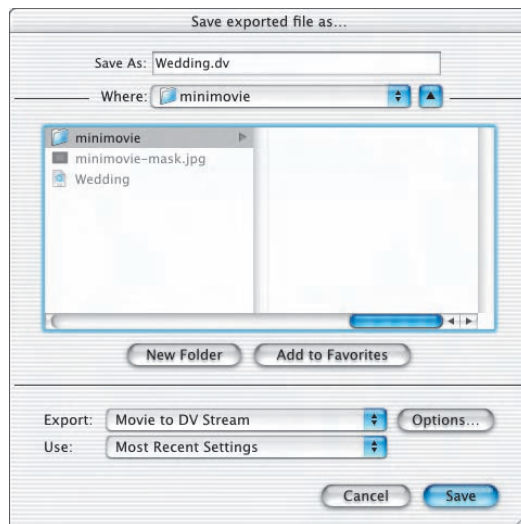 Save exported file as...
Save As: Wedding.dv
Where: minimovie
minimovie
minimovie-mask.jpg
Wedding
New Folder Add to Favorites
Export: Movie to DV Stream Options...
Use: Most Recent Settings
Cancel Save